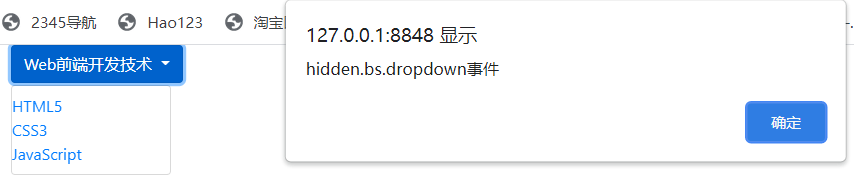 2345导航 Hao123 淘宝
127.0.0.1:8848 显示
hidden.bs.dropdown事件
确定
Web前端开发技术
HTML5
CSS3
JavaScript